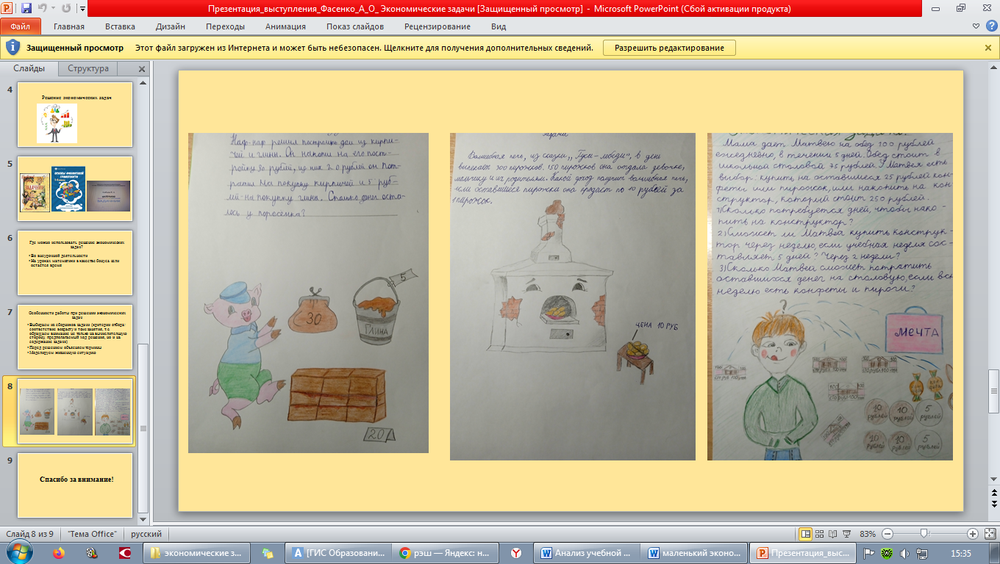 Презентация_выступления_Фасенко_А_О_ Экономические задачи [Защищенный просмотр] - Microsoft PowerPoint (Сбой активации продукта)
Файл Главная Вставка Дизайн Переходы Анимация Показ слайдов Рецензирование Вид
Защищенный просмотр Этот файл загружен из Интернета и может быть небезопасен. Щелкните для получения дополнительных сведений. Разрешить редактирование
Слайды Структура
4
Решение экономических задач
5
6
Где можно использовать решение экономических
задач?
Во внеурочной деятельности
На уроках математики в качестве бонуса если
остаётся время
7
Особенности работы при решении экономических
задач
Выбираем из сборников задачи (критерии отбора:
соответствие возрасту и теме занятия, т.е.
обращаем внимание не только на вычислительную
сторону, предполагаемый ход решения, но и на
содержание задачи)
Перед решением объясняем термины
Моделируем жизненную ситуацию
8
9
Спасибо за внимание!
Наф-наф решил построить дом из кирпи-
чей и глины. Он накопил на его пост-
ройку 30 рублей, из них 20 рублей он пот-
ратил на покупку кирпичей и 5 руб-
лей-на покупку глины. Сколько денег оста-
лось у поросенка?
5
30
ГЛИНА
20
задачи
Волшебная печь, из сказки,, Гуси-лебеди", в день
выпекает 300 пирожков. 150 пирожков она отдала девочке,
мальчику и их родителям. Какой доход получит волшебная печь,
если оставшиеся пирожки она продаст по 10 рублей за
1 пирожок.
ЦЕНА 10 РУБ
Мама дает Матвею на обед 100 рублей
ежедневно, в течении 5 дней. Обед стоит в
школьной столовой 75 рублей. У Матвея есть
выбор: купить на оставшиеся 25 рублей кон-
феты или пирожок, или накопить на кон-
структор, который стоит 250 рублей.
1) Сколько потребуется дней, чтобы нако-
пить на конструктор?
2) Сможет ли Матвей купить конструк-
тор через неделю, если учебная неделя сос-
тавляет 5 дней? Через 2 недели?
3) Сколько Матвей сможет потратить
оставшихся денег на столовую, если всю
неделю есть конфеты и пироги?
?
МЕЧТА
100 100
100 100
100 100
100 100
10 рублей 10 рублей 5 рублей
10 рублей 10 рублей 5 рублей
Слайд 8 из 9 "Тема Office" русский 83%
экономические з... [ГИС Образовани... рэш — Яндекс: н... Анализ учебной ... маленький эконо... Презентация_выс... 15:35